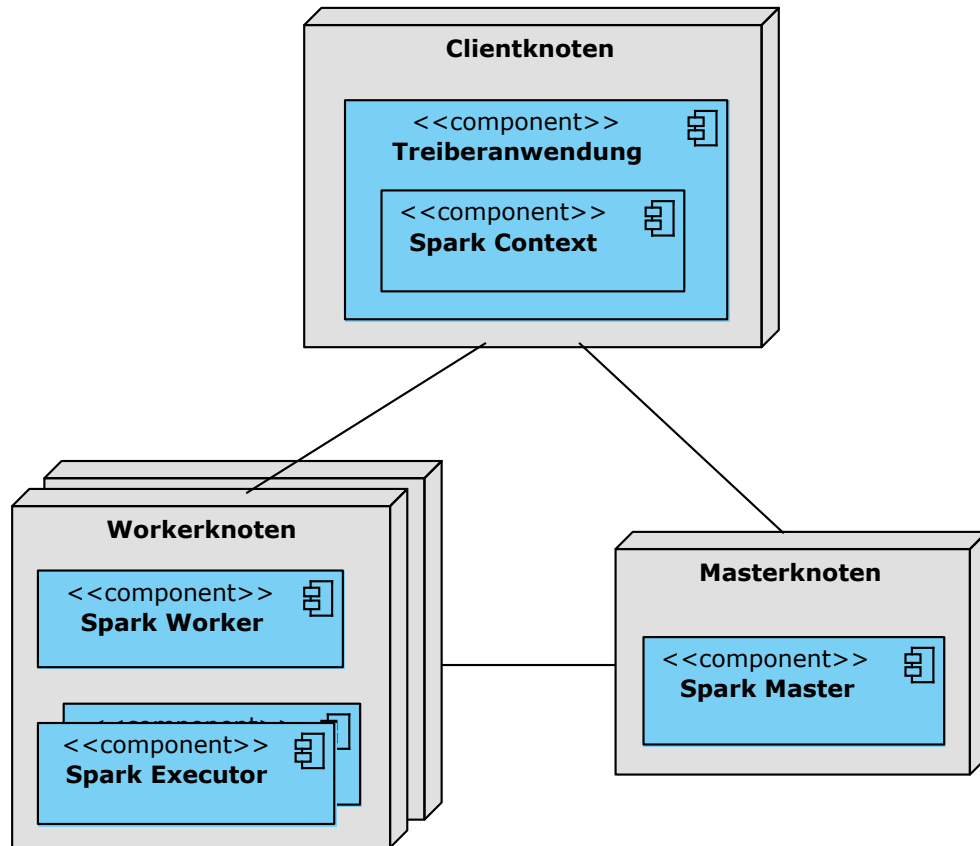 Clientknoten
<<component>>
Treiberanwendung
<<component>>
Spark Context
Workerknoten
<<component>>
Spark Worker
<<component>>
Spark Executor
Masterknoten
<<component>>
Spark Master